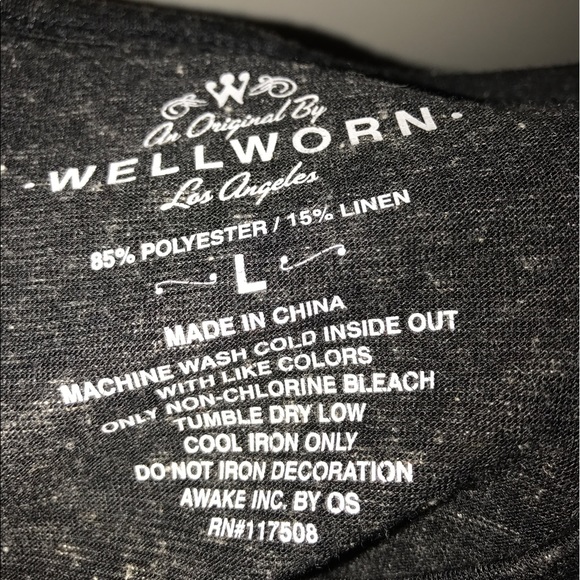 W
An Original By
·WELLWORN·
Los Angeles
85% POLYESTER / 15% LINEN
L
MADE IN CHINA
MACHINE WASH COLD INSIDE OUT
WITH LIKE COLORS
ONLY NON-CHLORINE BLEACH
TUMBLE DRY LOW
COOL IRON ONLY
DO NOT IRON DECORATION
AWAKE INC. BY OS
RN#117508